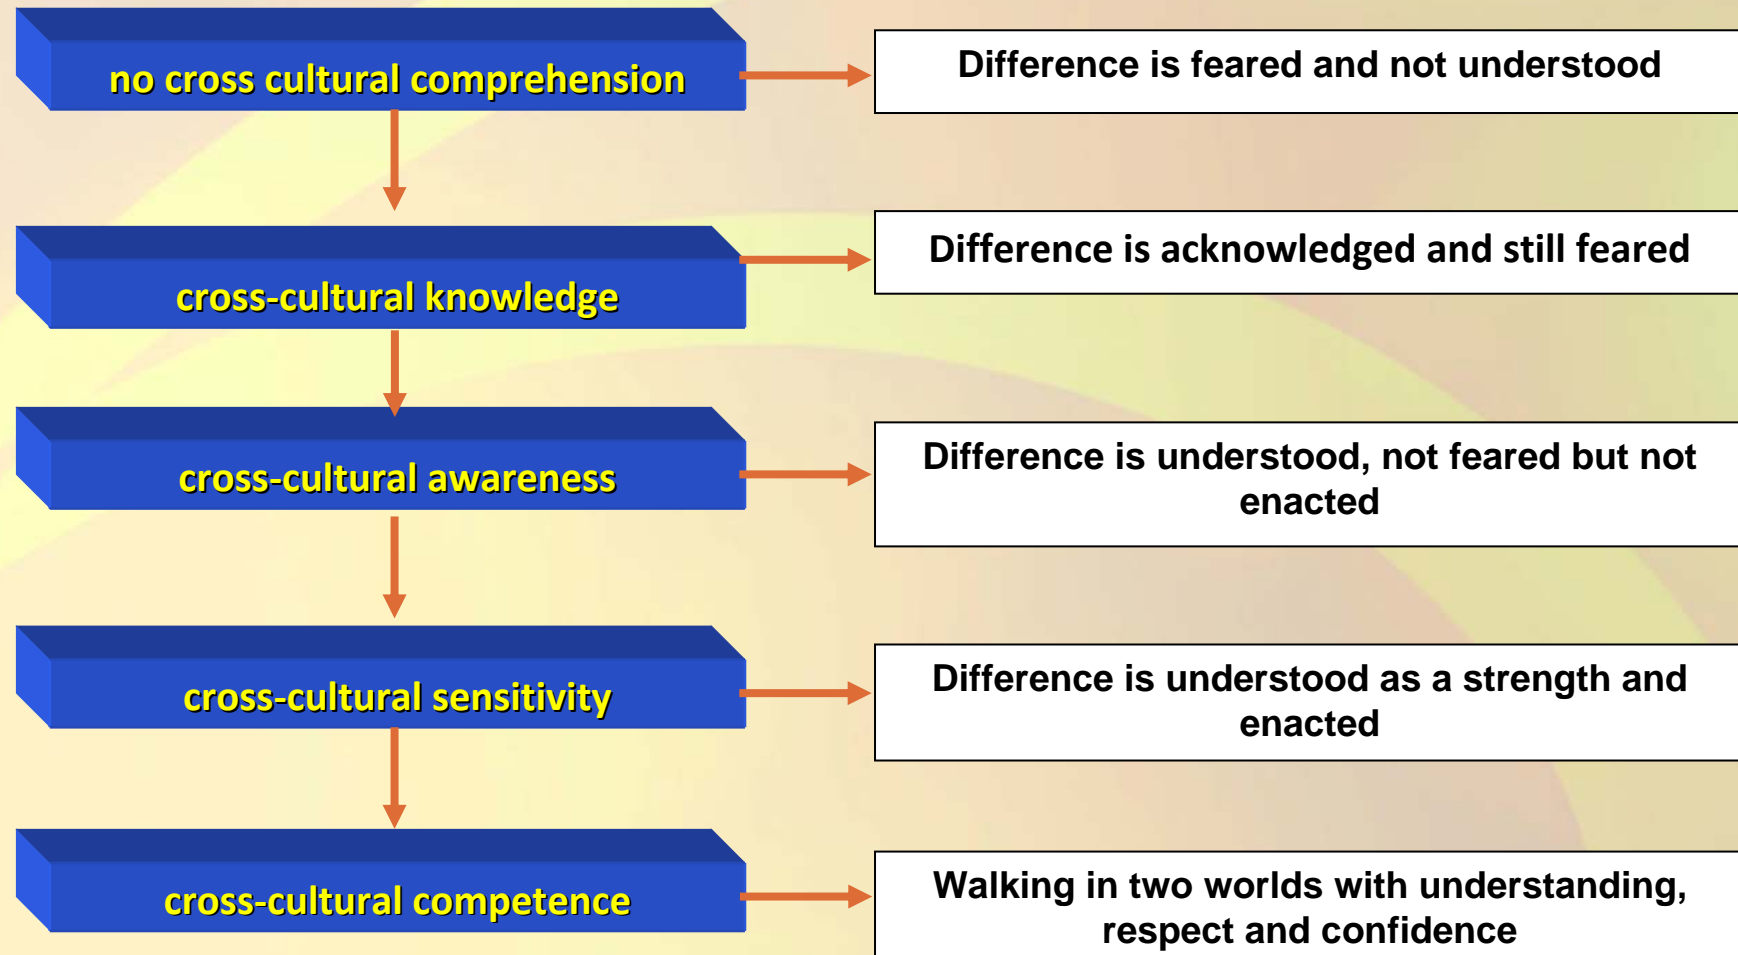 no cross cultural comprehension
Difference is feared and not understood
cross-cultural knowledge
Difference is acknowledged and still feared
cross-cultural awareness
Difference is understood, not feared but not
enacted
cross-cultural sensitivity
Difference is understood as a strength and
enacted
cross-cultural competence
Walking in two worlds with understanding,
respect and confidence